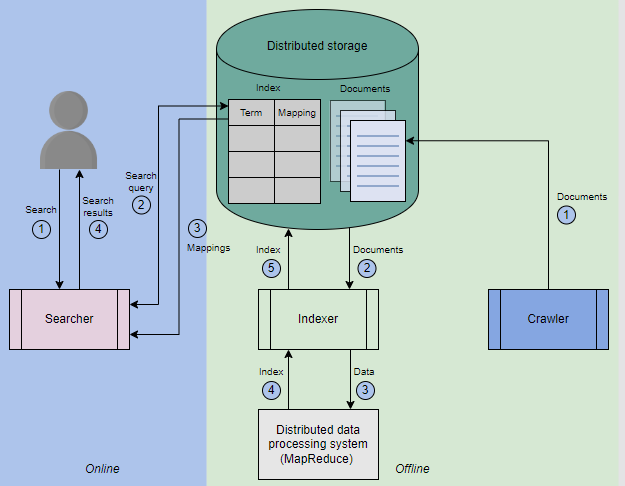 Distributed storage
Index
Documents
Term
Mapping
Search
1
Search
results
4
Search
query
2
3
Mappings
Index
5
Documents
2
Documents
1
Searcher
Indexer
Crawler
Index
4
Data
3
Distributed data
processing system
(MapReduce)
Online
Offline